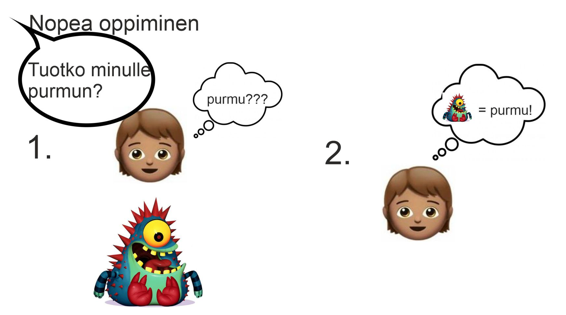 Nopea oppiminen
Tuotko minulle
purmun?
purmu???
1.
2.
= purmu!